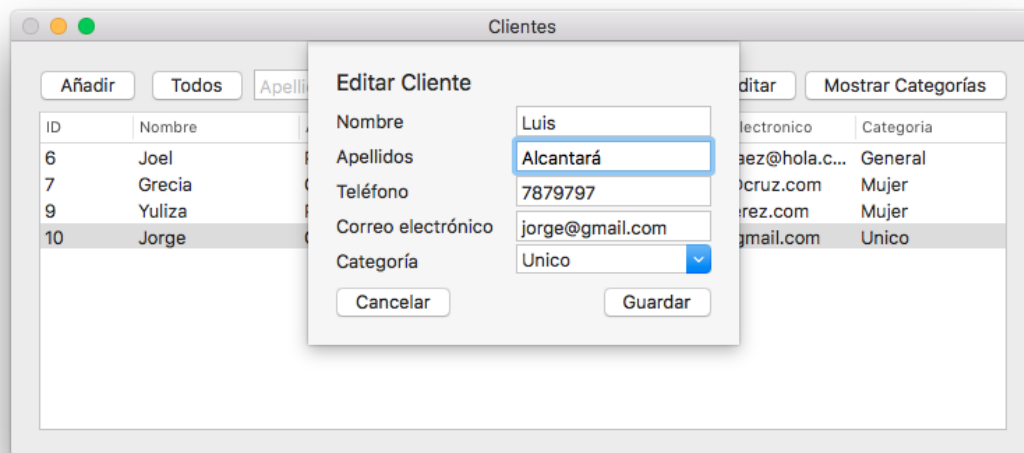 Clientes
Añadir Todos Apelli ditar Mostrar Categorías
Editar Cliente
Nombre Luis
Apellidos Alcantará
Teléfono 7879797
Correo electrónico jorge@gmail.com
Categoría Unico
Cancelar Guardar
ID Nombre lectronico Categoria
6 Joel aez@hola.c... General
7 Grecia cruz.com Mujer
9 Yuliza erez.com Mujer
10 Jorge gmail.com Unico